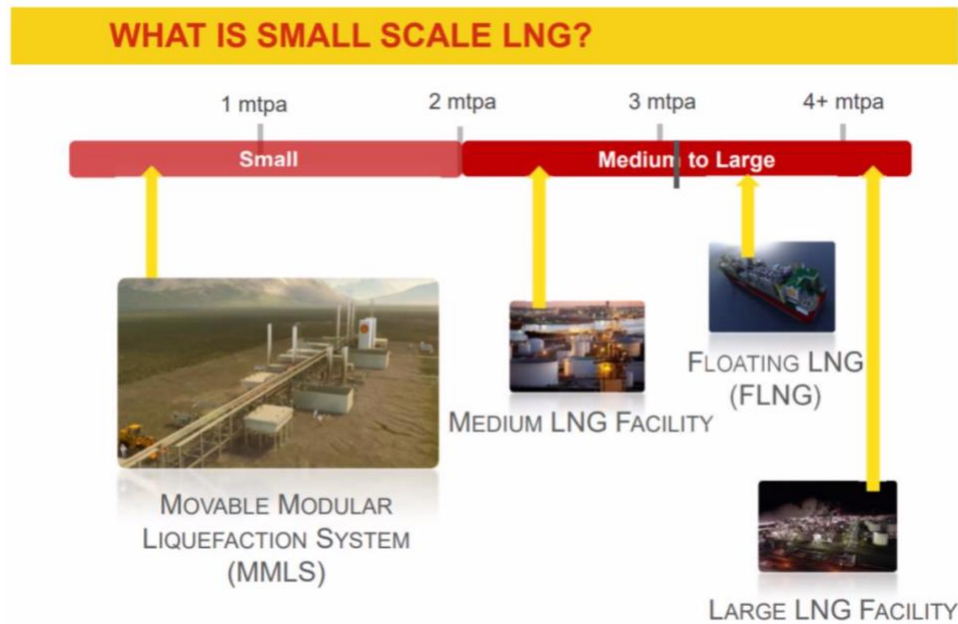 WHAT IS SMALL SCALE LNG?
1 mtpa
2 mtpa
3 mtpa
4+ mtpa
Small
Medium to Large
FLOATING LNG
(FLNG)
MEDIUM LNG FACILITY
MOVABLE MODULAR
LIQUEFACTION SYSTEM
(MMLS)
LARGE LNG FACILITY